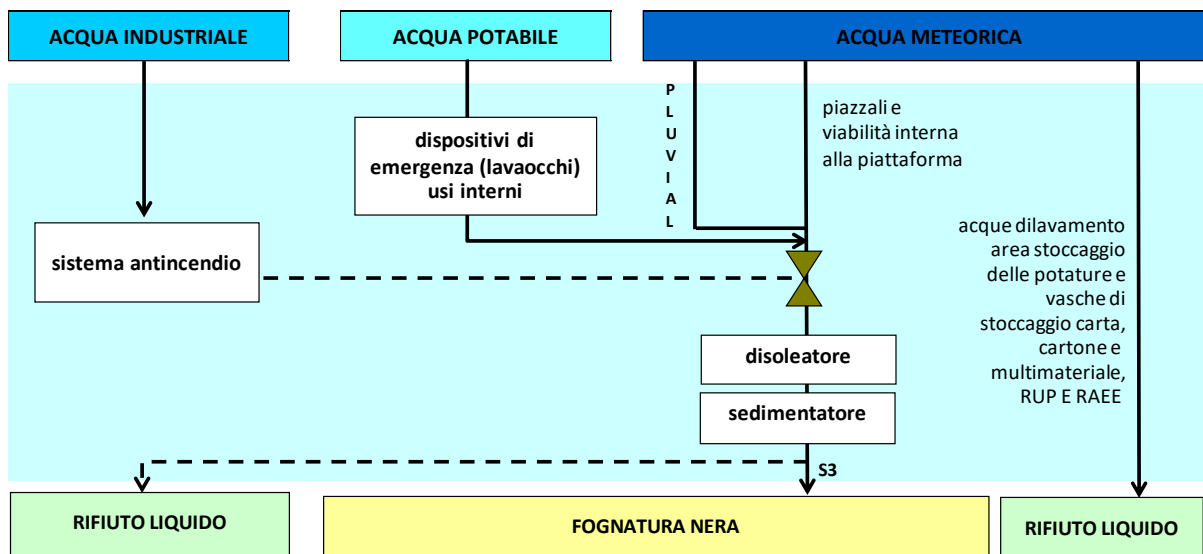 ACQUA INDUSTRIALE
ACQUA POTABILE
ACQUA METEORICA
PLUVIAL
piazzali e
viabilità interna
alla piattaforma
dispositivi di
emergenza (lavaocchi)
usi interni
sistema antincendio
acque dilavamento
area stoccaggio
delle potature e
vasche di
stoccaggio carta,
cartone e
multimateriale,
RUP E RAEE
disoleatore
sedimentatore
S3
RIFIUTO LIQUIDO
FOGNATURA NERA
RIFIUTO LIQUIDO